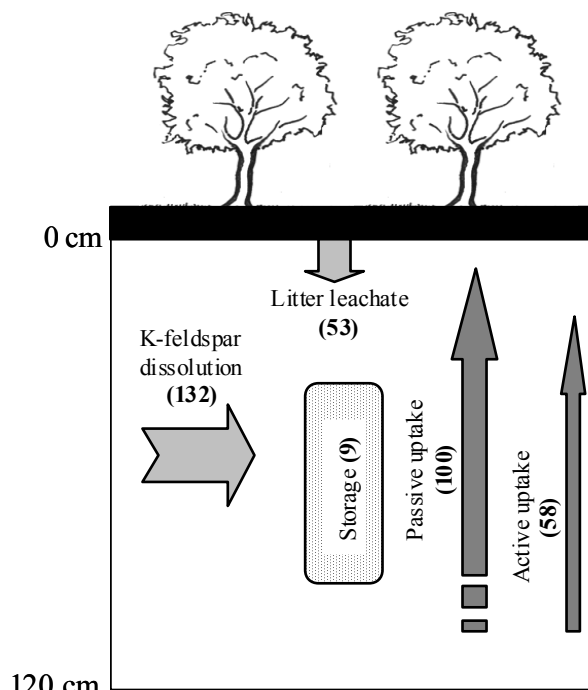 0 cm
Litter leachate
(53)
K-feldspar
dissolution
(132)
Storage (9)
Passive uptake
(100)
Active uptake
(58)
120 cm